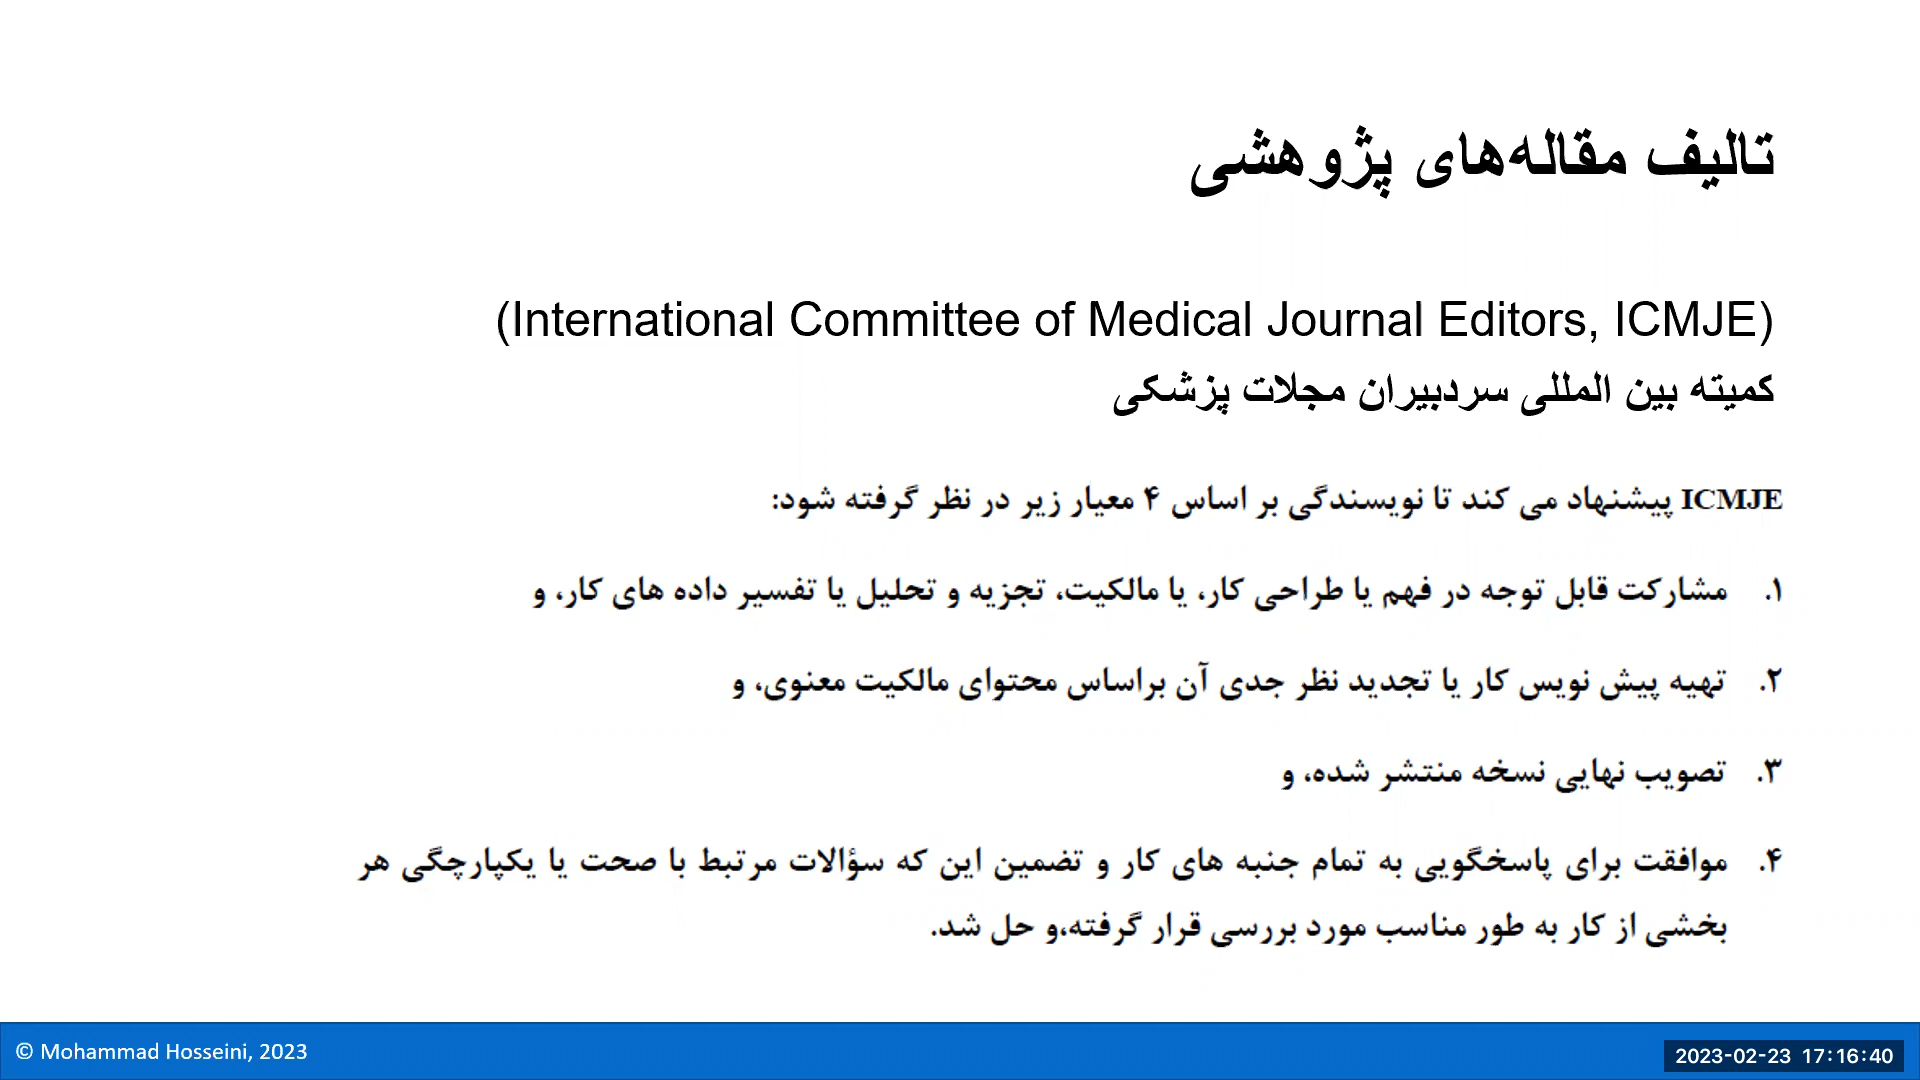 تالیف مقاله‌های پژوهشی
(International Committee of Medical Journal Editors, ICMJE)
کمیته بین المللی سردبیران مجلات پزشکی
ICMJE پیشنهاد می کند تا نویسندگی بر اساس ۴ معیار زیر در نظر گرفته شود:
۱. مشارکت قابل توجه در فهم یا طراحی کار، یا مالکیت، تجزیه و تحلیل یا تفسیر داده های کار، و
۲. تهیه پیش نویس کار یا تجدید نظر جدی آن براساس محتوای مالکیت معنوی، و
۳. تصویب نهایی نسخه منتشر شده، و
۴. موافقت برای پاسخگویی به تمام جنبه های کار و تضمین این که سؤالات مرتبط با صحت یا یکپارچگی هر
بخشی از کار به طور مناسب مورد بررسی قرار گرفته،و حل شد.
© Mohammad Hosseini, 2023
2023-02-23 17:16:40